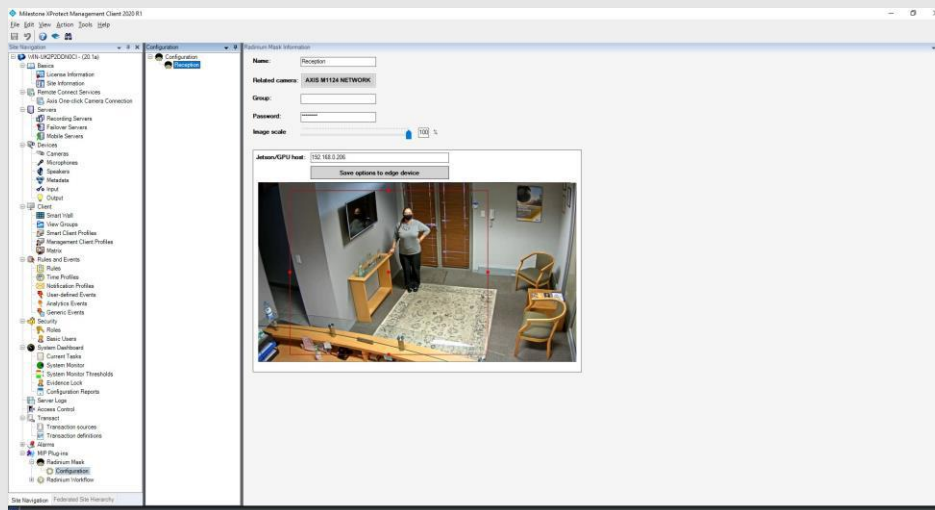 Milestone XProtect Management Client 2020 R1
File Edit View Action Tools Help
Site Navigation
WIN-UK2P2DDN0CI - (20.1a)
Basics
License Information
Site Information
Remote Connect Services
Axis One-click Camera Connection
Servers
Recording Servers
Failover Servers
Mobile Servers
Devices
Cameras
Microphones
Speakers
Metadata
Input
Output
Client
Smart Wall
View Groups
Smart Client Profiles
Management Client Profiles
Matrix
Rules and Events
Rules
Time Profiles
Notification Profiles
User-defined Events
Analytics Events
Generic Events
Security
Roles
Basic Users
System Dashboard
Current Tasks
System Monitor
System Monitor Thresholds
Evidence Lock
Configuration Reports
Server Logs
Access Control
Transact
Transaction sources
Transaction definitions
Alarms
MIP Plug-ins
Radinium Mask
Configuration
Radinium Workflow
Site Navigation Federated Site Hierarchy
Configuration
Configuration
Reception
Radinium Mask Information
Name: Reception
Related camera: AXIS M1124 NETWORK
Group:
Password: ********
Image scale 100 %
Jetson/GPU host: 192.168.0.206
Save options to edge device